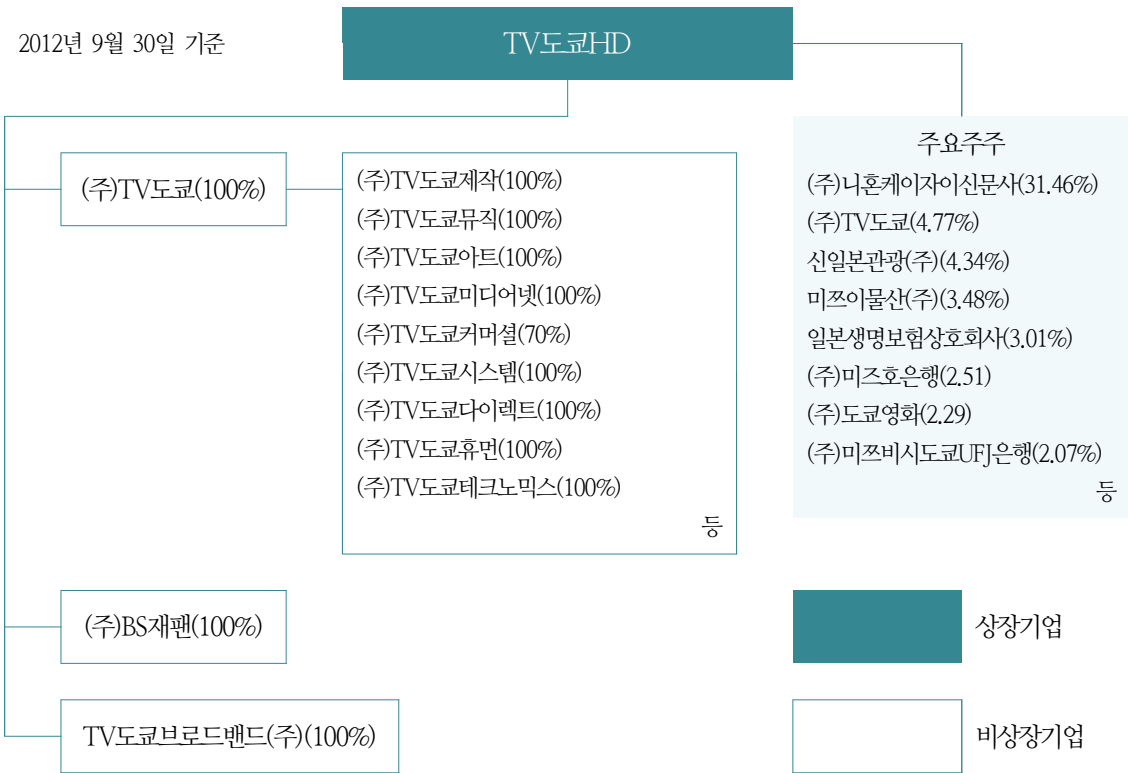 2012년 9월 30일 기준
TV도쿄HD
(주)TV도쿄(100%)
(주)TV도쿄제작(100%)
(주)TV도쿄뮤직(100%)
(주)TV도쿄아트(100%)
(주)TV도쿄미디어넷(100%)
(주)TV도쿄커머셜(70%)
(주)TV도쿄시스템(100%)
(주)TV도쿄다이렉트(100%)
(주)TV도쿄휴먼(100%)
(주)TV도쿄테크노믹스(100%)
등
주요주주
(주)니혼케이자이신문사(31.46%)
(주)TV도쿄(4.77%)
신일본관광(주)(4.34%)
미쯔이물산(주)(3.48%)
일본생명보험상호회사(3.01%)
(주)미즈호은행(2.51)
(주)도쿄영화(2.29)
(주)미쯔비시도쿄UFJ은행(2.07%)
등
(주)BS재팬(100%)
상장기업
TV도쿄브로드밴드(주)(100%)
비상장기업